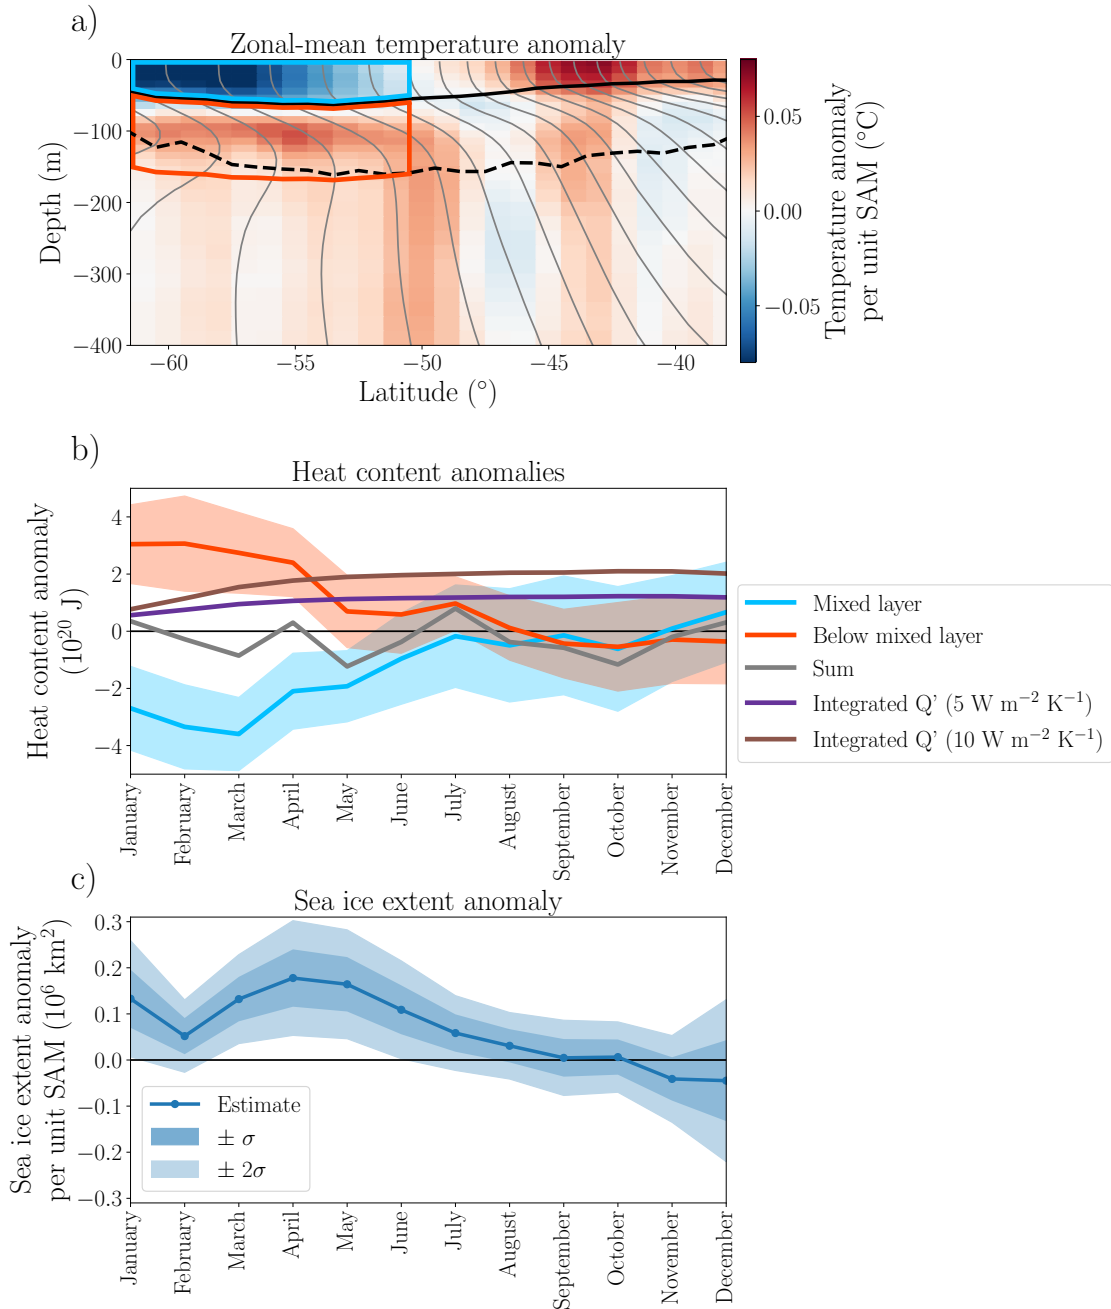 a)
Zonal-mean temperature anomaly
0
−100
−200
−300
−400
Depth (m)
−60
−55
−50
−45
−40
Latitude (°)
0.05
0.00
−0.05
Temperature anomaly
per unit SAM (°C)
b)
Heat content anomalies
4
2
0
−2
−4
Heat content anomaly
(10²⁰ J)
January
February
March
April
May
June
July
August
September
October
November
December
Mixed layer
Below mixed layer
Sum
Integrated Q' (5 W m⁻² K⁻¹)
Integrated Q' (10 W m⁻² K⁻¹)
c)
Sea ice extent anomaly
0.3
0.2
0.1
0.0
−0.1
−0.2
−0.3
Sea ice extent anomaly
per unit SAM (10⁶ km²)
Estimate
± σ
± 2σ
January
February
March
April
May
June
July
August
September
October
November
December